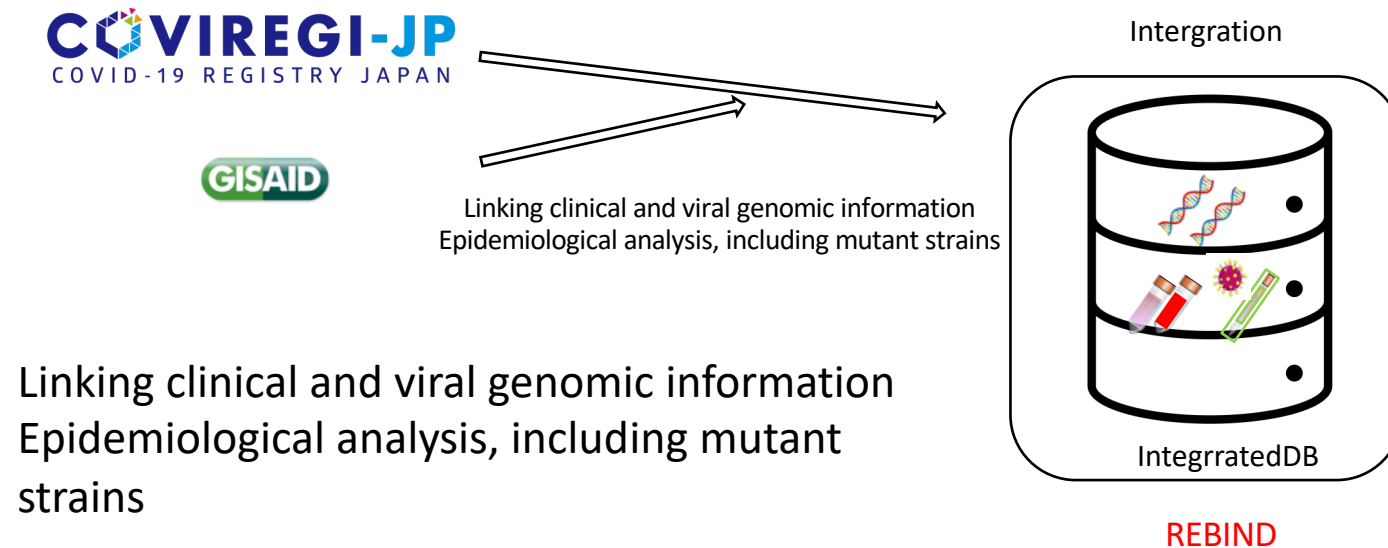 COVIREGI-JP
COVID-19 REGISTRY JAPAN
Intergration
GISAID
Linking clinical and viral genomic information
Epidemiological analysis, including mutant strains
Linking clinical and viral genomic information
Epidemiological analysis, including mutant
strains
IntegrratedDB
REBIND